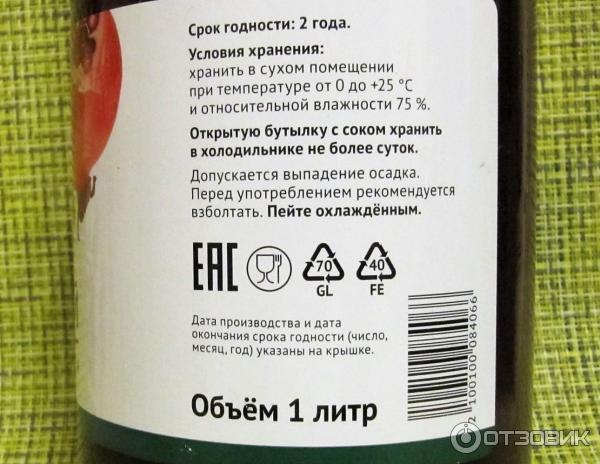 Срок годности: 2 года.
Условия хранения:
хранить в сухом помещении
при температуре от 0 до +25 °C
и относительной влажности 75 %.
Открытую бутылку с соком хранить
в холодильнике не более суток.
Допускается выпадение осадка.
Перед употреблением рекомендуется
взболтать. Пейте охлаждённым.
EAC
70
GL
40
FE
Дата производства и дата
окончания срока годности (число,
месяц, год) указаны на крышке.
Объём 1 литр
2 100100 084066
ОТЗОВИК